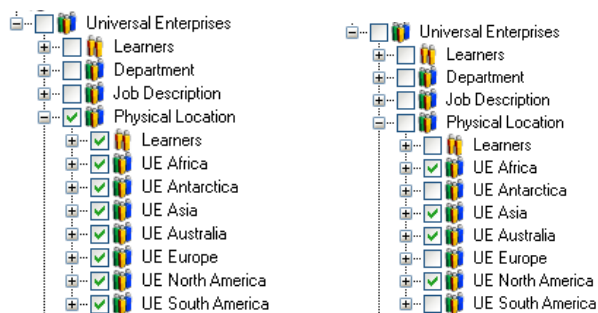 Universal Enterprises
Learners
Department
Job Description
Physical Location
Learners
UE Africa
UE Antarctica
UE Asia
UE Australia
UE Europe
UE North America
UE South America
Universal Enterprises
Learners
Department
Job Description
Physical Location
Learners
UE Africa
UE Antarctica
UE Asia
UE Australia
UE Europe
UE North America
UE South America